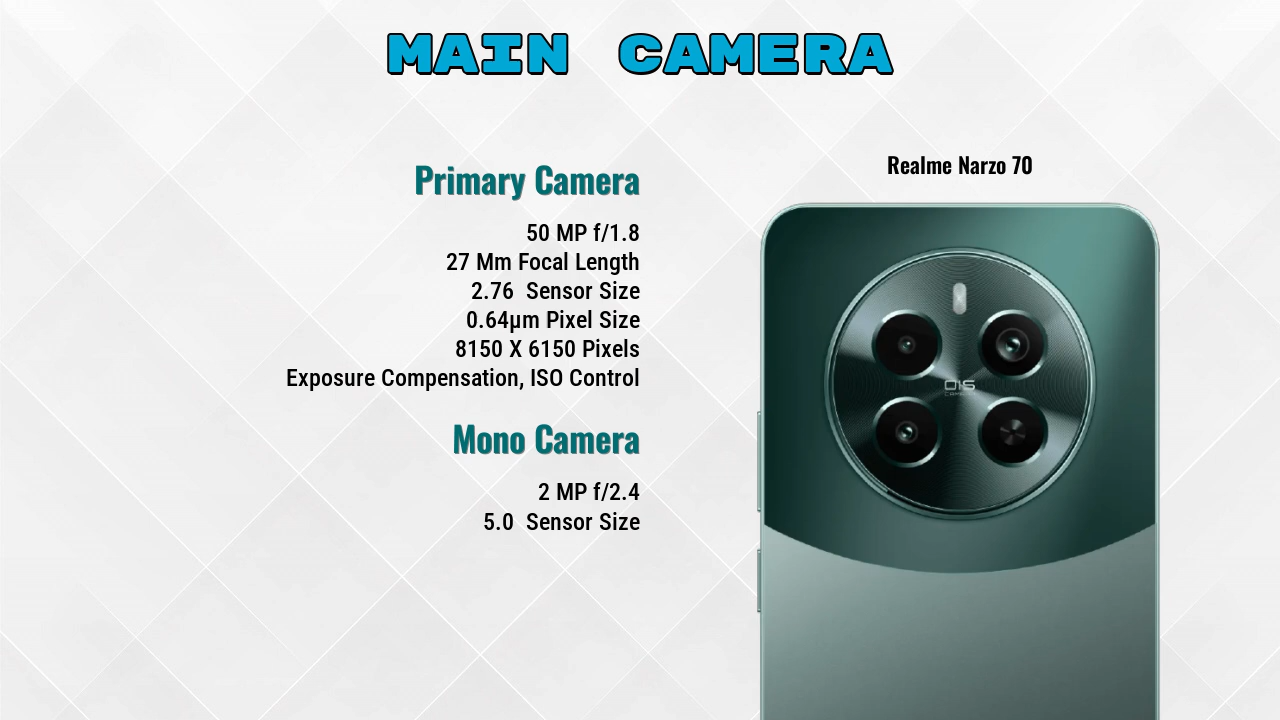 MAIN CAMERA
Primary Camera
50 MP f/1.8
27 Mm Focal Length
2.76  Sensor Size
0.64µm Pixel Size
8150 X 6150 Pixels
Exposure Compensation, ISO Control
Mono Camera
2 MP f/2.4
5.0  Sensor Size
Realme Narzo 70
OIS
CAMERA